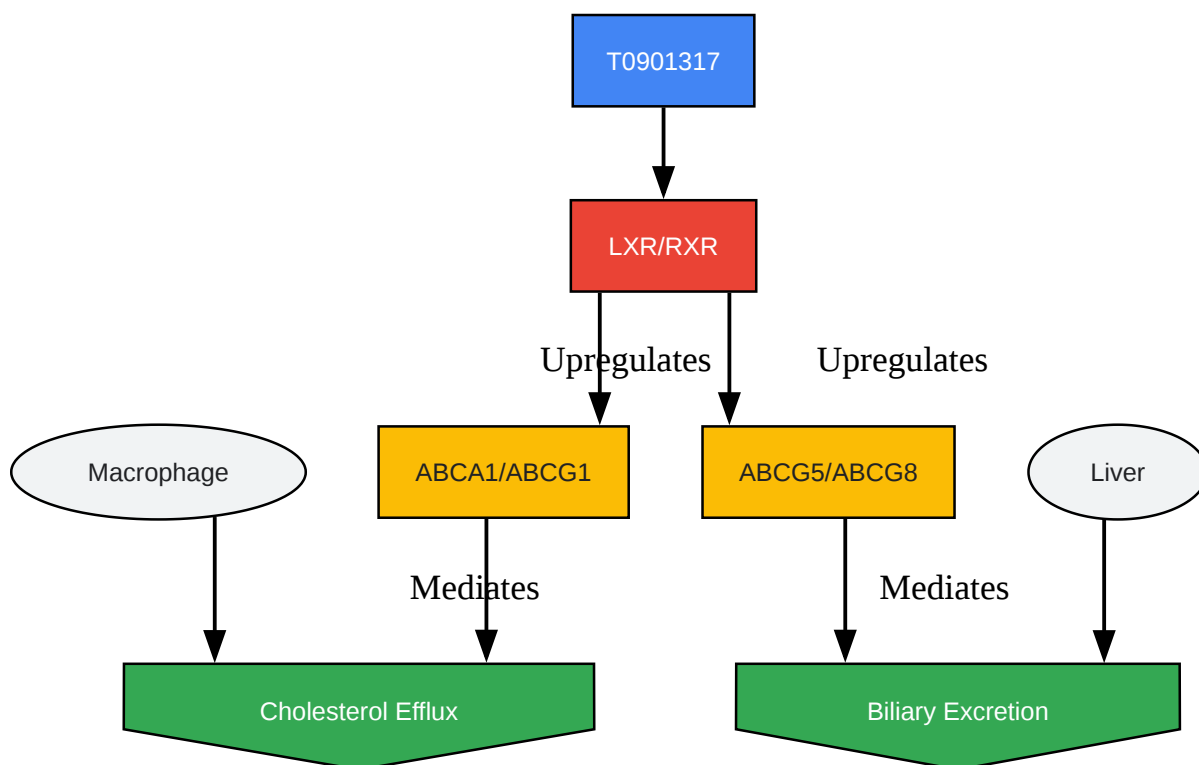 T0901317
LXR/RXR
Upregulates
Upregulates
Macrophage
ABCA1/ABCG1
ABCG5/ABCG8
Liver
Mediates
Mediates
Cholesterol Efflux
Biliary Excretion